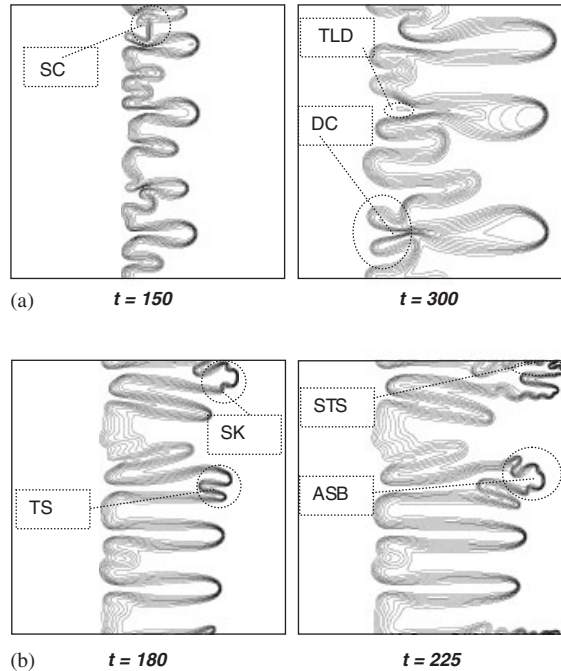 SC
TLD
DC
(a)
t = 150
t = 300
SK
TS
STS
ASB
(b)
t = 180
t = 225